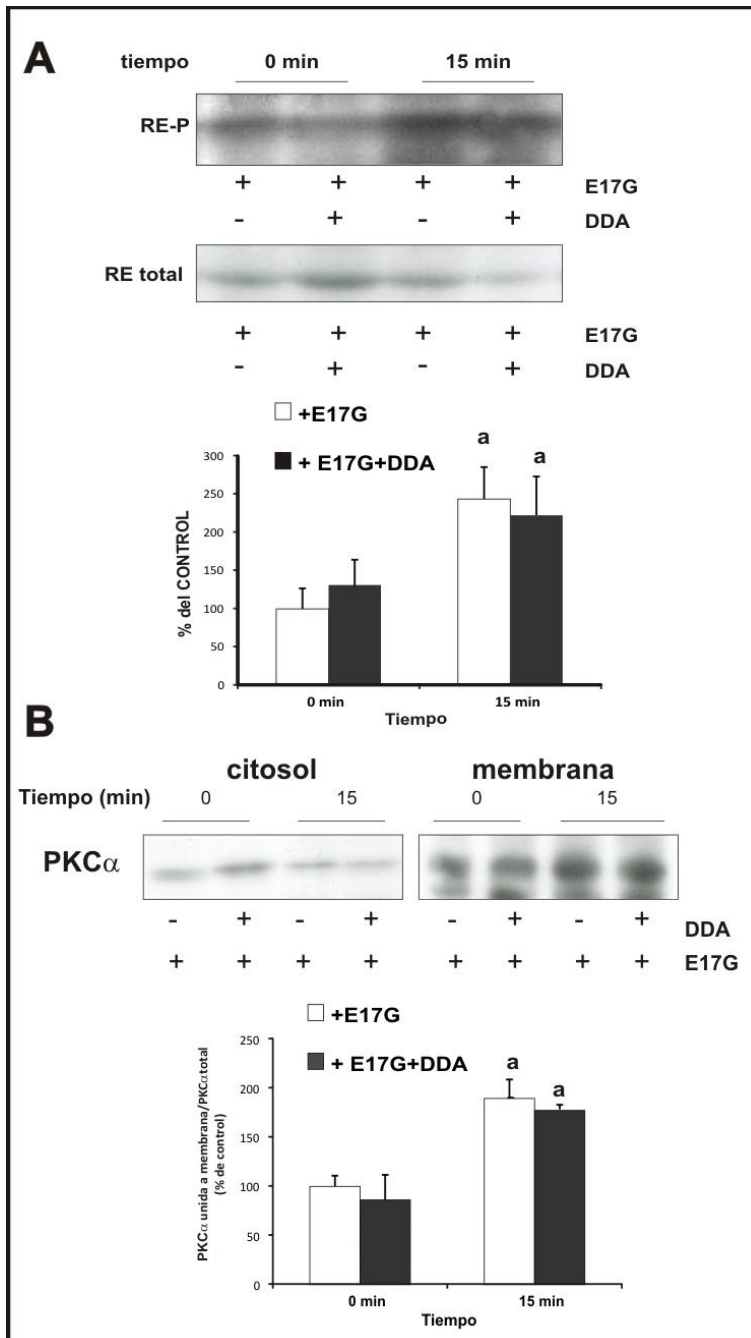 A
tiempo 0 min 15 min
RE-P
+ + + + E17G
- + - + DDA
RE total
+ + + + E17G
- + - + DDA
+E17G
+ E17G+DDA
a a
% del CONTROL
300
250
200
150
100
50
0
0 min 15 min
Tiempo
B
citosol membrana
Tiempo (min) 0 15 0 15
PKCα
- + - + - + - + DDA
+ + + + + + + + E17G
+E17G
+ E17G+DDA
a a
PKCα unida a membrana/PKCαtotal
(% de control)
250
200
150
100
50
0
0 min 15 min
Tiempo